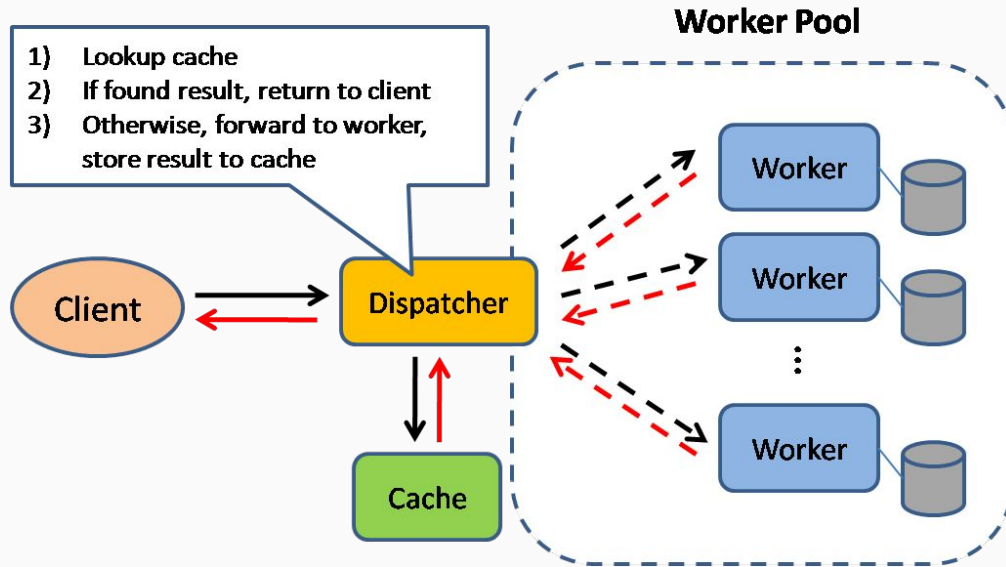 Worker Pool
1) Lookup cache
2) If found result, return to client
3) Otherwise, forward to worker,
store result to cache
Worker
Client
Dispatcher
Worker
Cache
Worker